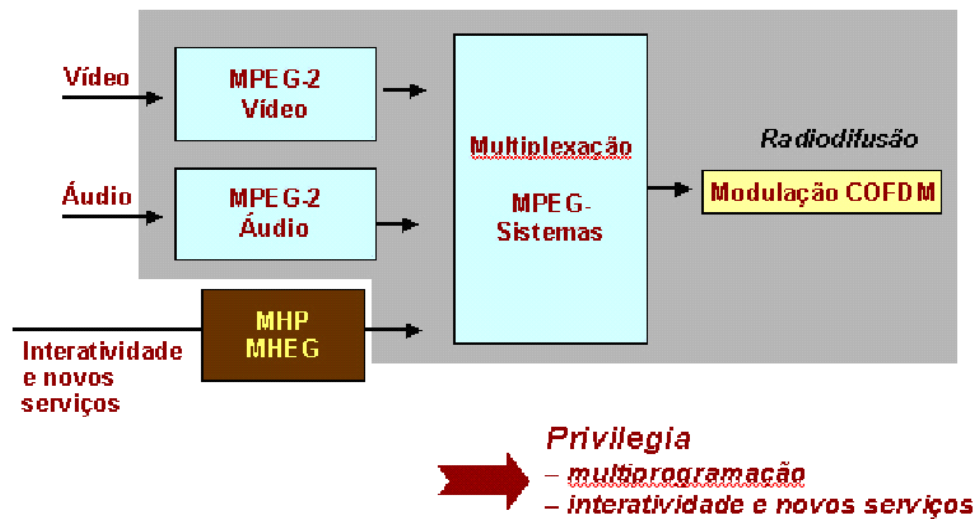 Vídeo
MPEG-2
Vídeo
Áudio
MPEG-2
Áudio
Interatividade
e novos
serviços
MHP
MHEG
Multiplexação
MPEG-
Sistemas
Radiodifusão
Modulação COFDM
Privilegia
– multiprogramação
– interatividade e novos serviços